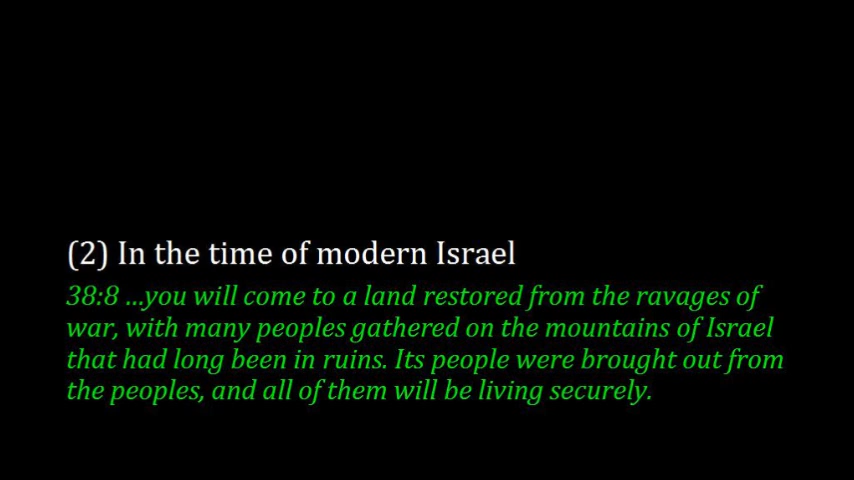 (2) In the time of modern Israel
38:8 …you will come to a land restored from the ravages of
war, with many peoples gathered on the mountains of Israel
that had long been in ruins. Its people were brought out from
the peoples, and all of them will be living securely.